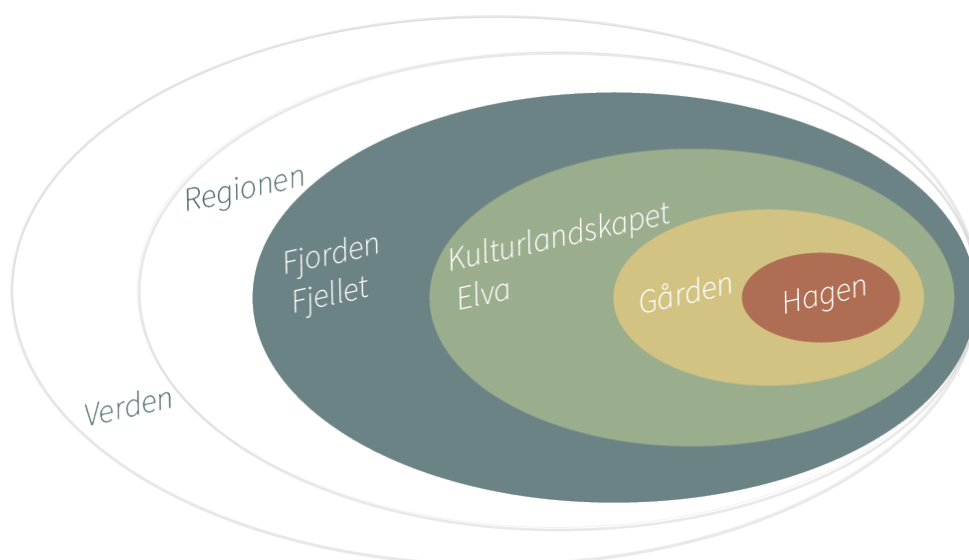 Regionen
Fjorden
Fjellet
Kulturlandskapet
Elva
Gården
Hagen
Verden